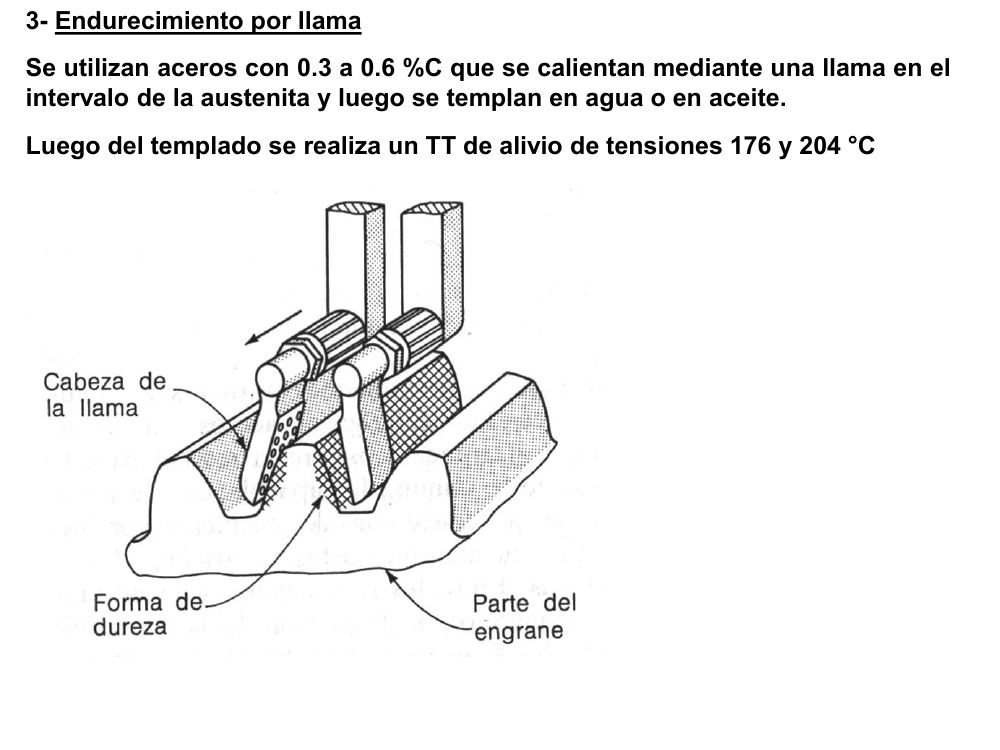 3- Endurecimiento por llama
Se utilizan aceros con 0.3 a 0.6 %C que se calientan mediante una llama en el
intervalo de la austenita y luego se templan en agua o en aceite.
Luego del templado se realiza un TT de alivio de tensiones 176 y 204 °C
Cabeza de
la llama
Forma de
dureza
Parte del
engrane